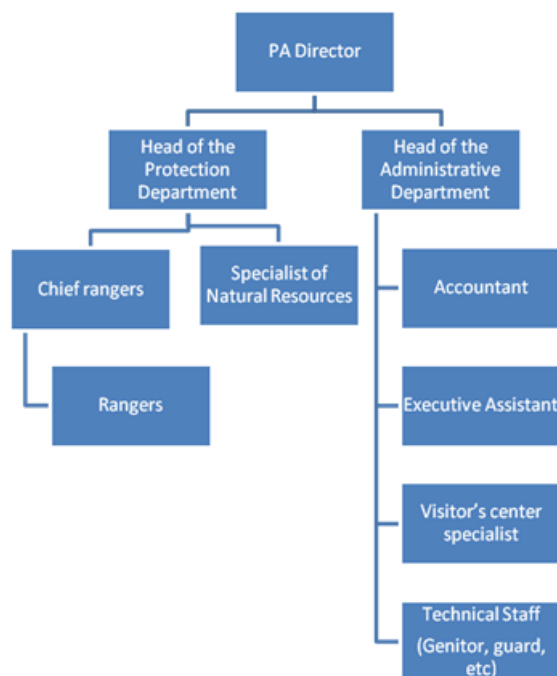 PA Director
Head of the
Protection
Department
Head of the
Administrative
Department
Chief rangers
Specialist of
Natural Resources
Accountant
Rangers
Executive Assistant
Visitor's center
specialist
Technical Staff
(Genitor, guard,
etc)